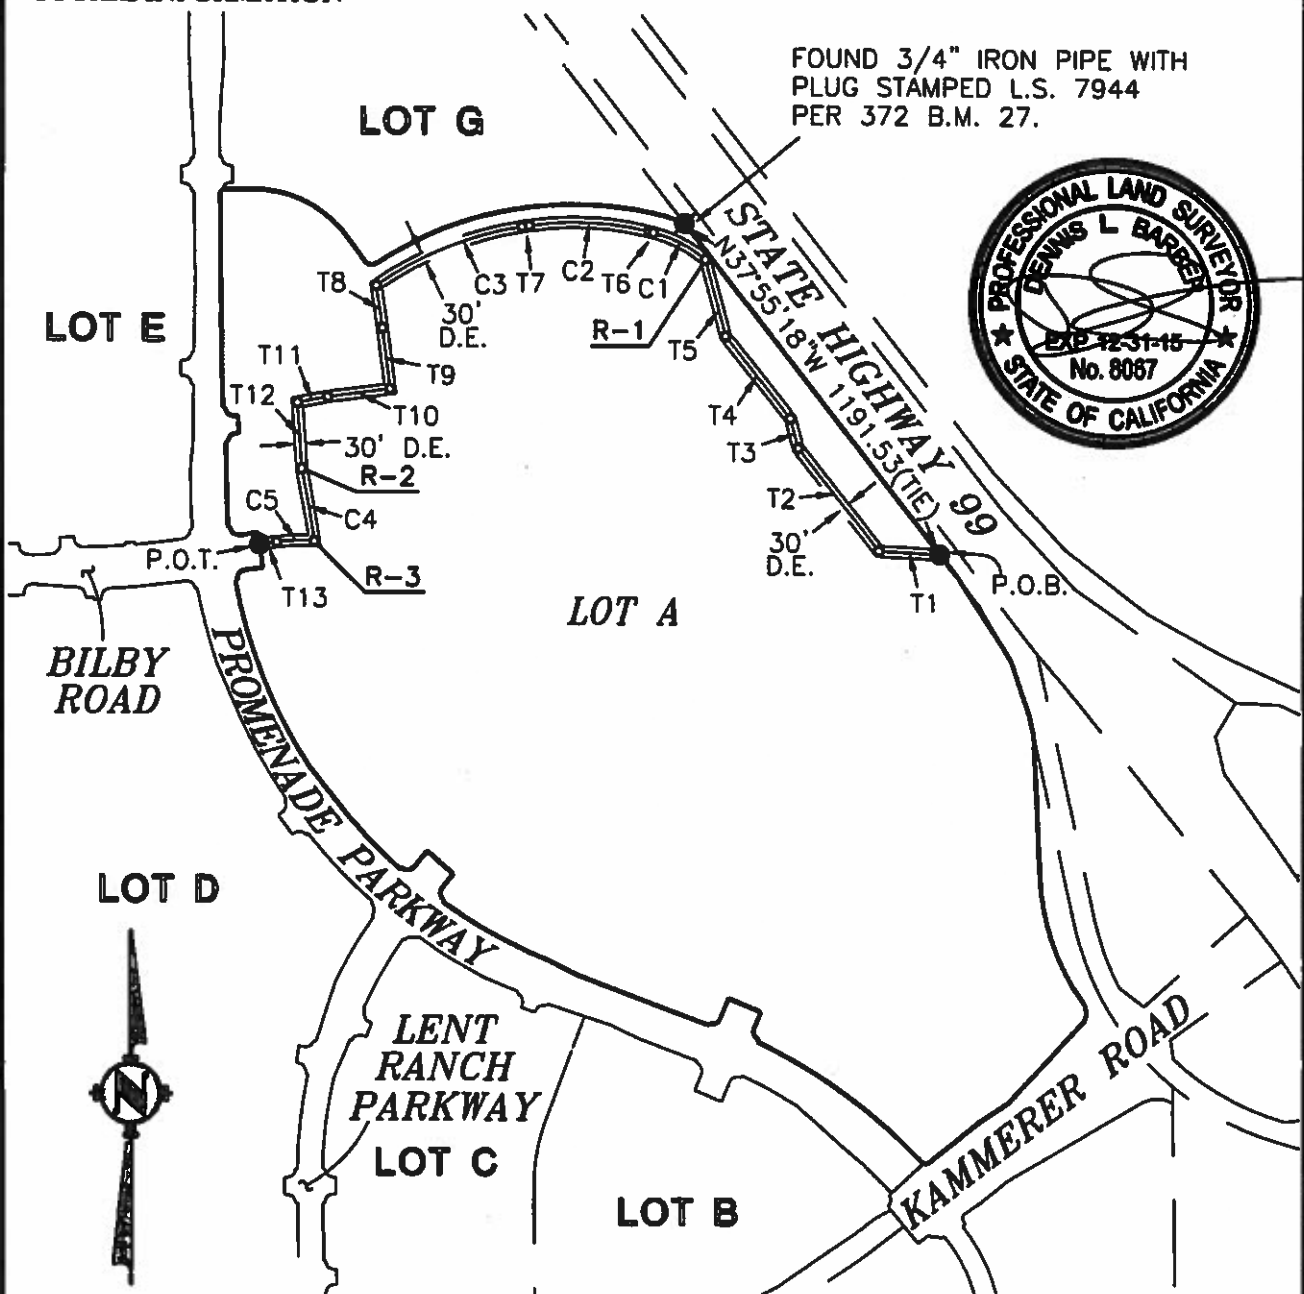 FOUND 3/4" IRON PIPE WITH
PLUG STAMPED L.S. 7944
PER 372 B.M. 27.
LOT G
PROFESSIONAL LAND SURVEYOR
DENNIS L BARBER
EXP 12-31-15
No. 8067
STATE OF CALIFORNIA
STATE HIGHWAY 99
N37°55'18"W 1191.53(TIE)
T8
C3
T7
C2
T6
C1
30'
D.E.
R-1
T5
LOT E
T11
T9
T12
T10
T4
30' D.E.
T3
R-2
C5
C4
T2
30'
D.E.
P.O.T.
R-3
T13
T1
P.O.B.
LOT A
BILBY
ROAD
PROMENADE PARKWAY
LOT D
N
LENT
RANCH
PARKWAY
LOT C
LOT B
KAMMERER ROAD